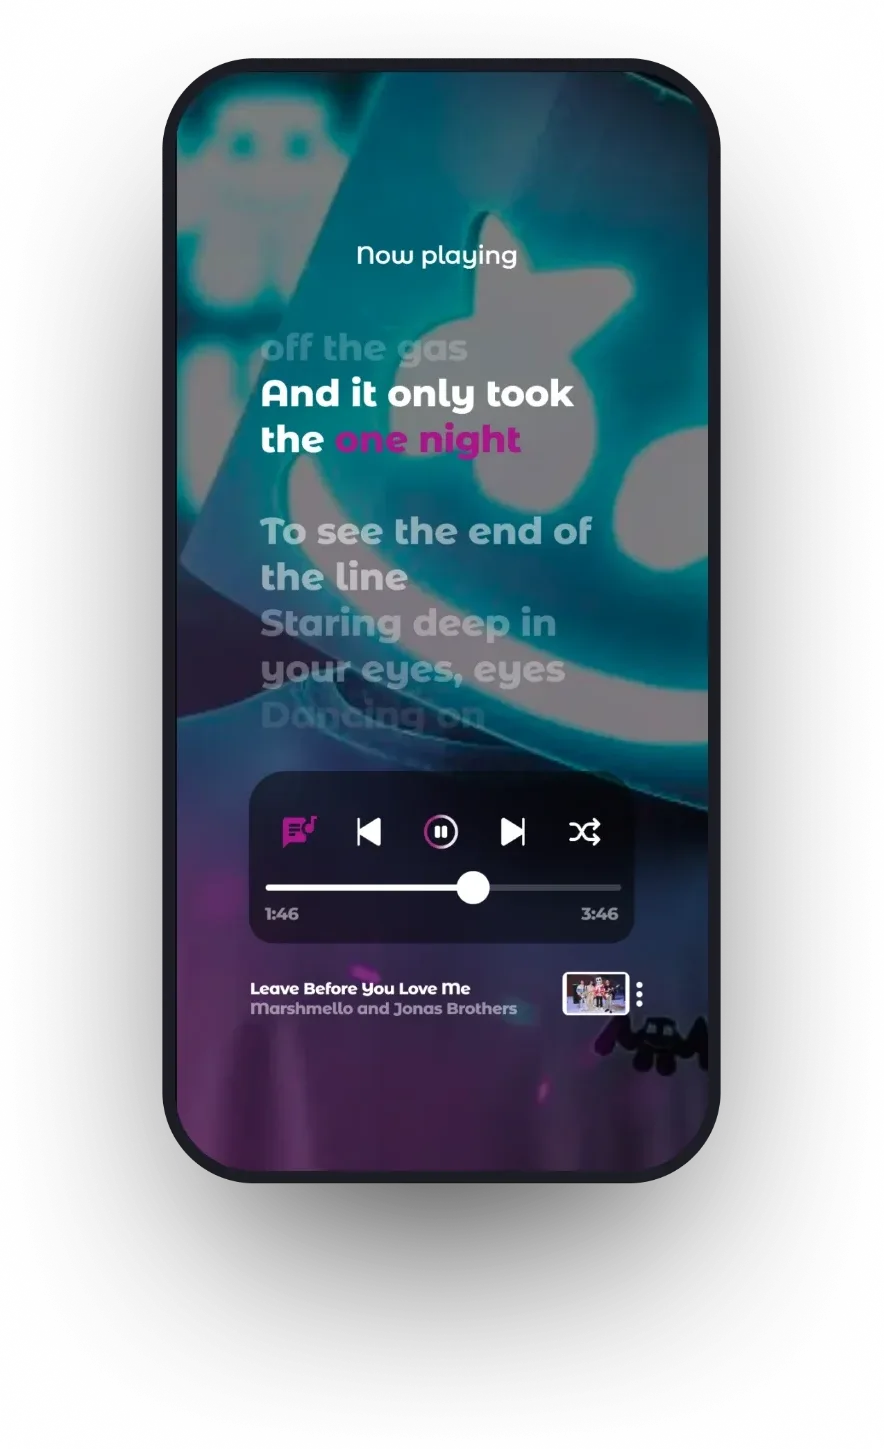 Now playing
off the gas
And it only took
the one night
To see the end of
the line
Staring deep in
your eyes, eyes
Dancing on
1:46 3:46
Leave Before You Love Me
Marshmello and Jonas Brothers